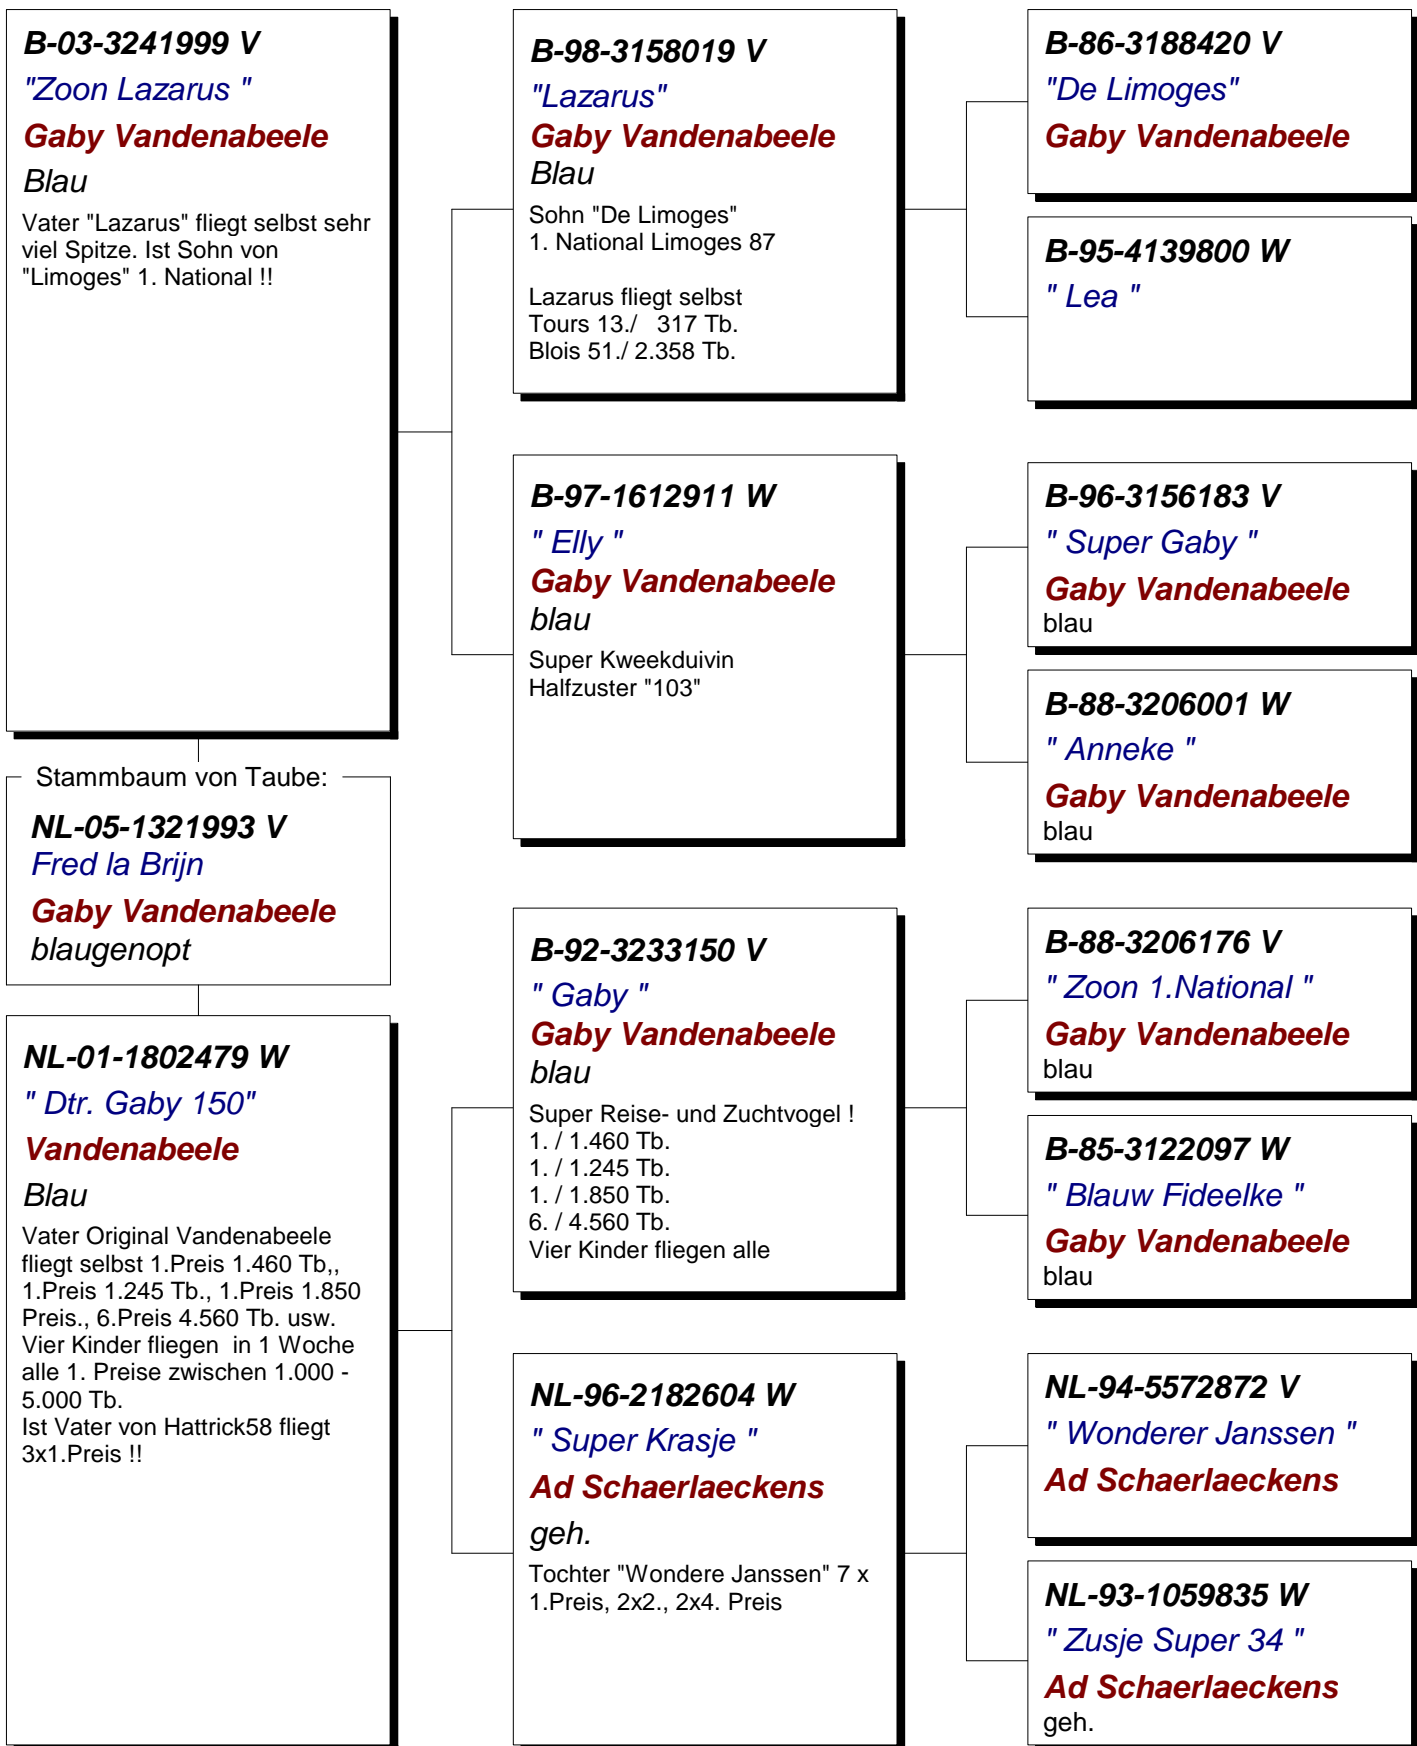 B-03-3241999 V
"Zoon Lazarus "
Gaby Vandenabeele
Blau
Vater "Lazarus" fliegt selbst sehr
viel Spitze. Ist Sohn von
"Limoges" 1. National !!
Stammbaum von Taube:
NL-05-1321993 V
Fred la Brijn
Gaby Vandenabeele
blaugenopt
NL-01-1802479 W
" Dtr. Gaby 150"
Vandenabeele
Blau
Vater Original Vandenabeele
fliegt selbst 1.Preis 1.460 Tb,,
1.Preis 1.245 Tb., 1.Preis 1.850
Preis., 6.Preis 4.560 Tb. usw.
Vier Kinder fliegen  in 1 Woche
alle 1. Preise zwischen 1.000 -
5.000 Tb.
Ist Vater von Hattrick58 fliegt
3x1.Preis !!
B-98-3158019 V
"Lazarus"
Gaby Vandenabeele
Blau
Sohn "De Limoges"
1. National Limoges 87
Lazarus fliegt selbst
Tours 13./   317 Tb.
Blois 51./ 2.358 Tb.
B-97-1612911 W
" Elly "
Gaby Vandenabeele
blau
Super Kweekduivin
Halfzuster "103"
B-92-3233150 V
" Gaby "
Gaby Vandenabeele
blau
Super Reise- und Zuchtvogel !
1. / 1.460 Tb.
1. / 1.245 Tb.
1. / 1.850 Tb.
6. / 4.560 Tb.
Vier Kinder fliegen alle
NL-96-2182604 W
" Super Krasje "
Ad Schaerlaeckens
geh.
Tochter "Wondere Janssen" 7 x
1.Preis, 2x2., 2x4. Preis
B-86-3188420 V
"De Limoges"
Gaby Vandenabeele
B-95-4139800 W
" Lea "
B-96-3156183 V
" Super Gaby "
Gaby Vandenabeele
blau
B-88-3206001 W
" Anneke "
Gaby Vandenabeele
blau
B-88-3206176 V
" Zoon 1.National "
Gaby Vandenabeele
blau
B-85-3122097 W
" Blauw Fideelke "
Gaby Vandenabeele
blau
NL-94-5572872 V
" Wonderer Janssen "
Ad Schaerlaeckens
NL-93-1059835 W
" Zusje Super 34 "
Ad Schaerlaeckens
geh.